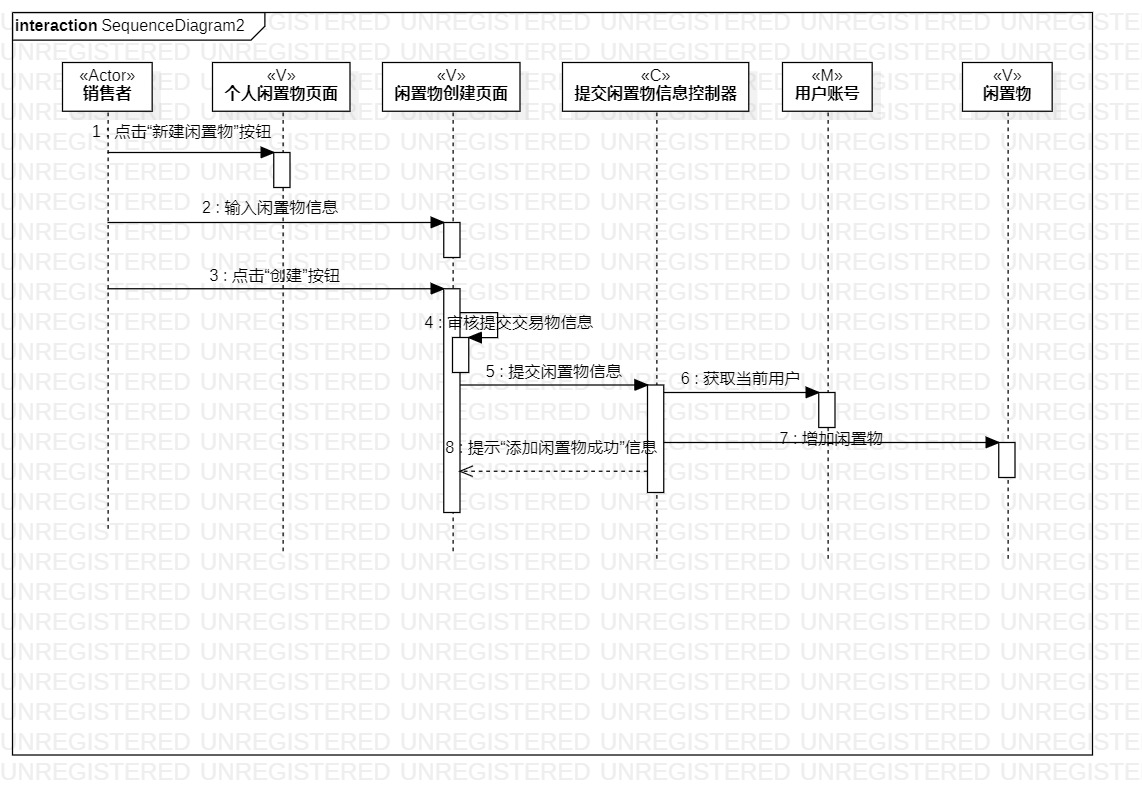 interaction SequenceDiagram2
«Actor»
销售者
«V»
个人闲置物页面
«V»
闲置物创建页面
«C»
提交闲置物信息控制器
«M»
用户账号
«V»
闲置物
1 : 点击“新建闲置物”按钮
2 : 输入闲置物信息
3 : 点击“创建”按钮
4 : 审核提交交易物信息
5 : 提交闲置物信息
6 : 获取当前用户
7 : 增加闲置物
8 : 提示“添加闲置物成功”信息
UNREGISTERED